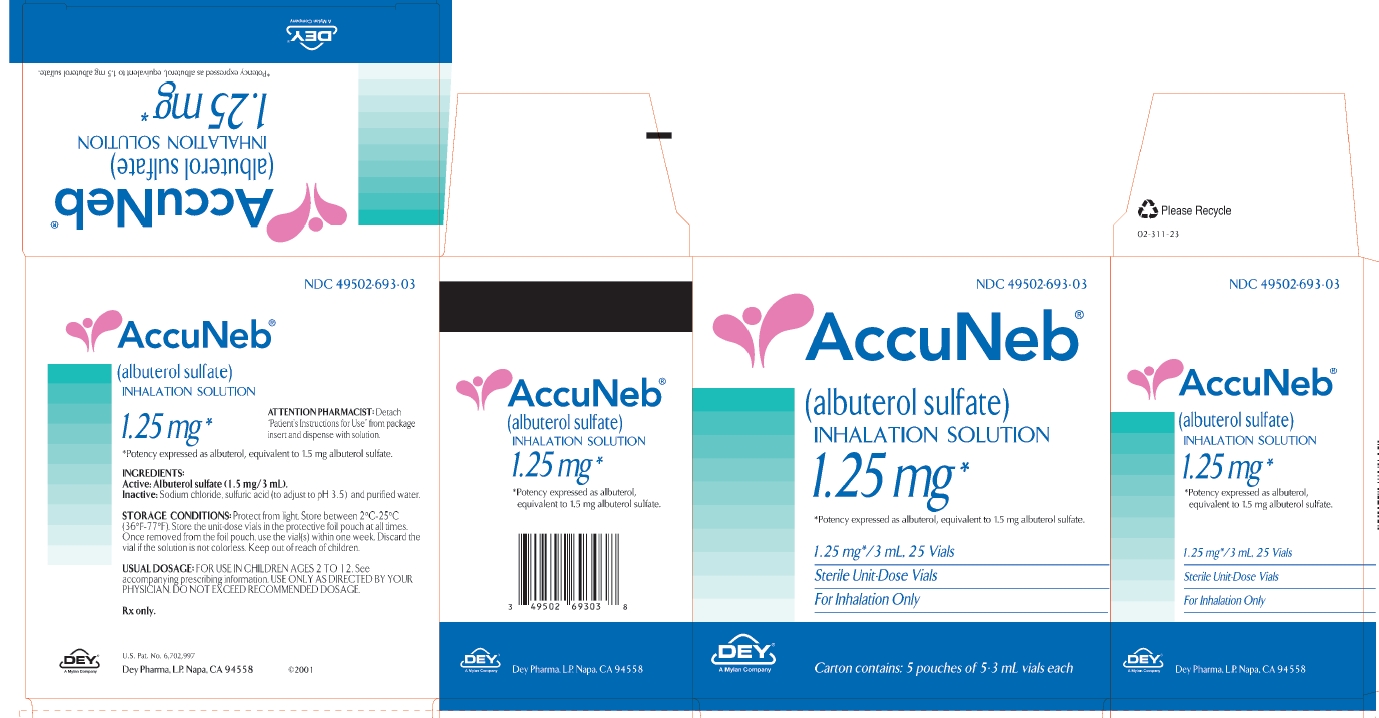 DEY®
A Mylan Company
*Potency expressed as albuterol, equivalent to 1.5 mg albuterol sulfate.
1.25 mg*
INHALATION SOLUTION
(albuterol sulfate)
AccuNeb®
NDC 49502-693-03
AccuNeb®
(albuterol sulfate)
INHALATION SOLUTION
1.25 mg*
ATTENTION PHARMACIST: Detach
"Patient's Instructions for Use" from package
insert and dispense with solution.
*Potency expressed as albuterol, equivalent to 1.5 mg albuterol sulfate.
INGREDIENTS:
Active: Albuterol sulfate (1.5 mg/3 mL).
Inactive: Sodium chloride, sulfuric acid (to adjust to pH 3.5) and purified water.
STORAGE CONDITIONS: Protect from light. Store between 2°C-25°C
(36°F-77°F). Store the unit-dose vials in the protective foil pouch at all times.
Once removed from the foil pouch, use the vial(s) within one week. Discard the
vial if the solution is not colorless. Keep out of reach of children.
USUAL DOSAGE: FOR USE IN CHILDREN AGES 2 TO 12. See
accompanying prescribing information. USE ONLY AS DIRECTED BY YOUR
PHYSICIAN. DO NOT EXCEED RECOMMENDED DOSAGE.
Rx only.
DEY®
A Mylan Company
U.S. Pat. No. 6,702,997
Dey Pharma, L.P. Napa, CA 94558 ©2001
AccuNeb®
(albuterol sulfate)
INHALATION SOLUTION
1.25 mg*
*Potency expressed as albuterol,
equivalent to 1.5 mg albuterol sulfate.
3 49502 69303 8
DEY®
A Mylan Company
Dey Pharma, L.P. Napa, CA 94558
NDC 49502-693-03
AccuNeb®
(albuterol sulfate)
INHALATION SOLUTION
1.25 mg*
*Potency expressed as albuterol, equivalent to 1.5 mg albuterol sulfate.
1.25 mg*/3 mL, 25 Vials
Sterile Unit-Dose Vials
For Inhalation Only
DEY®
A Mylan Company
Carton contains: 5 pouches of 5-3 mL vials each
Please Recycle
02-311-23
NDC 49502-693-03
AccuNeb®
(albuterol sulfate)
INHALATION SOLUTION
1.25 mg*
*Potency expressed as albuterol,
equivalent to 1.5 mg albuterol sulfate.
1.25 mg*/3 mL, 25 Vials
Sterile Unit-Dose Vials
For Inhalation Only
DEY®
A Mylan Company
Dey Pharma, L.P. Napa, CA 94558